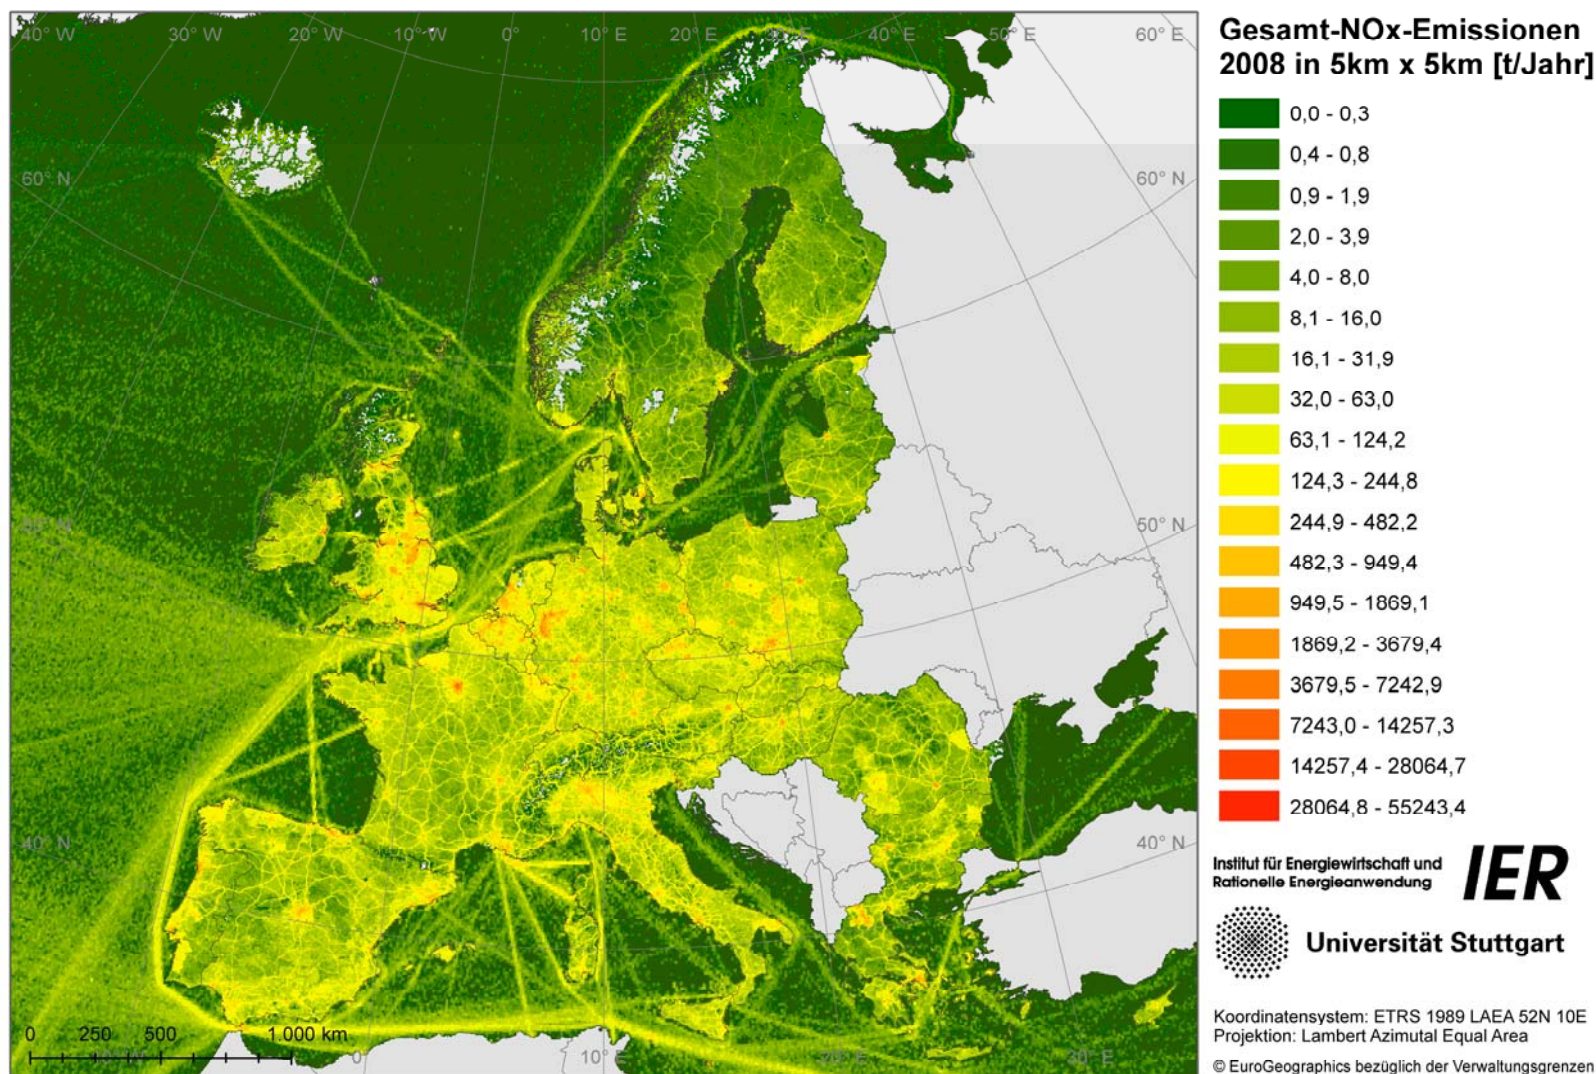 Gesamt-NOx-Emissionen
2008 in 5km x 5km [t/Jahr]
0,0 - 0,3
0,4 - 0,8
0,9 - 1,9
2,0 - 3,9
4,0 - 8,0
8,1 - 16,0
16,1 - 31,9
32,0 - 63,0
63,1 - 124,2
124,3 - 244,8
244,9 - 482,2
482,3 - 949,4
949,5 - 1869,1
1869,2 - 3679,4
3679,5 - 7242,9
7243,0 - 14257,3
14257,4 - 28064,7
28064,8 - 55243,4
Institut für Energiewirtschaft und
Rationelle Energieanwendung
IER
Universität Stuttgart
Koordinatensystem: ETRS 1989 LAEA 52N 10E
Projektion: Lambert Azimutal Equal Area
© EuroGeographics bezüglich der Verwaltungsgrenzen
40° W 30° W 20° W 10° W 0° 10° E 20° E 30° E 40° E 50° E 60° E
60° N 60° N
50° N 50° N
40° N 40° N
0 250 500 1.000 km
0° 10° E 20° E 30° E